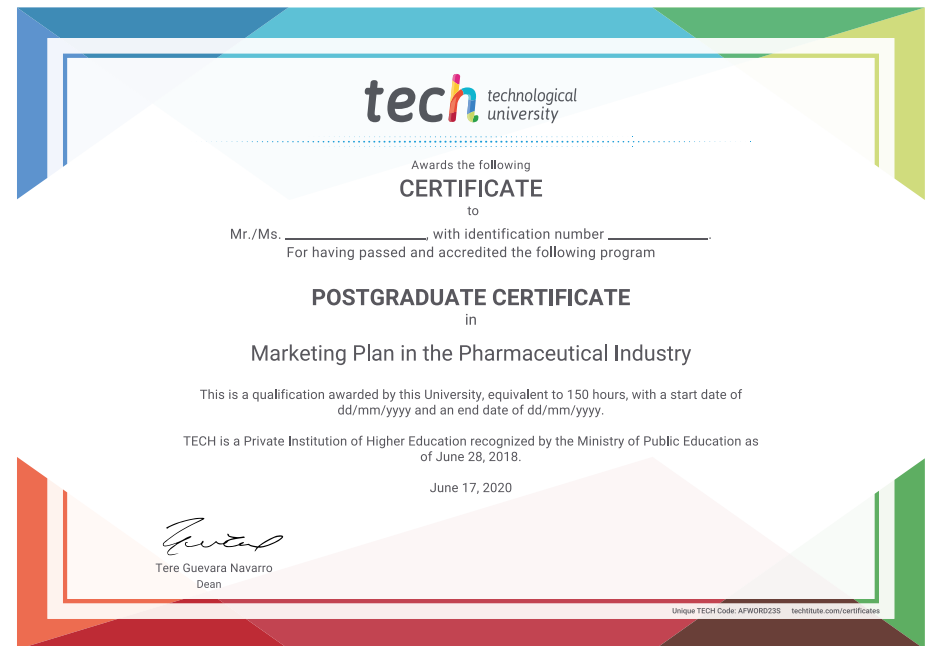 tech technological
university
Awards the following
CERTIFICATE
to
Mr./Ms. ____________________, with identification number ______________.
For having passed and accredited the following program
POSTGRADUATE CERTIFICATE
in
Marketing Plan in the Pharmaceutical Industry
This is a qualification awarded by this University, equivalent to 150 hours, with a start date of
dd/mm/yyyy and an end date of dd/mm/yyyy.
TECH is a Private Institution of Higher Education recognized by the Ministry of Public Education as
of June 28, 2018.
June 17, 2020
Tere Guevara Navarro
Dean
Unique TECH Code: AFWORD23S techtitute.com/certificates